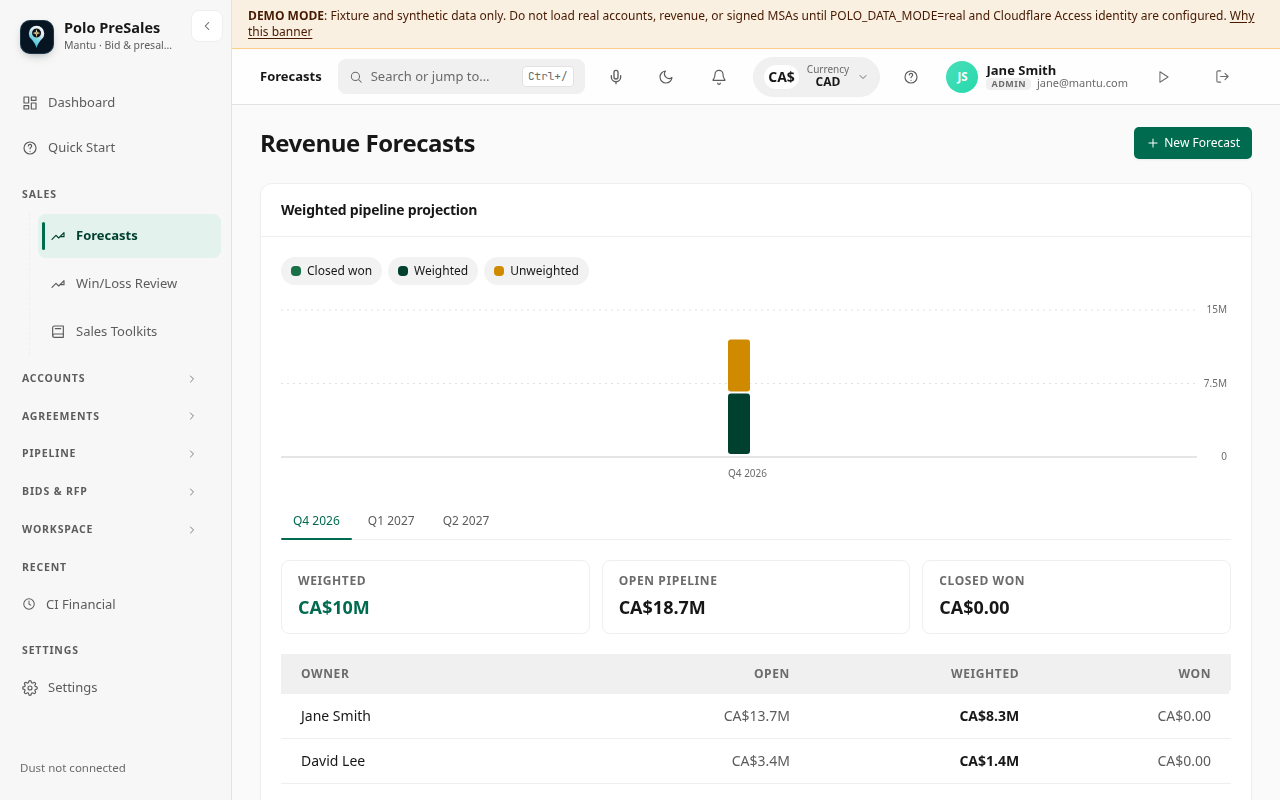 Polo PreSales
Mantu · Bid & presal...
Dashboard
Quick Start
SALES
Forecasts
Win/Loss Review
Sales Toolkits
ACCOUNTS
AGREEMENTS
PIPELINE
BIDS & RFP
WORKSPACE
RECENT
CI Financial
SETTINGS
Settings
Dust not connected
DEMO MODE: Fixture and synthetic data only. Do not load real accounts, revenue, or signed MSAs until POLO_DATA_MODE=real and Cloudflare Access identity are configured. Why
this banner
Forecasts
Search or jump to...
Ctrl+/
CA$
Currency
CAD
JS
Jane Smith
ADMIN jane@mantu.com
Revenue Forecasts
New Forecast
Weighted pipeline projection
Closed won Weighted Unweighted
15M
7.5M
0
Q4 2026
Q4 2026 Q1 2027 Q2 2027
WEIGHTED
CA$10M
OPEN PIPELINE
CA$18.7M
CLOSED WON
CA$0.00
OWNER OPEN WEIGHTED WON
Jane Smith CA$13.7M CA$8.3M CA$0.00
David Lee CA$3.4M CA$1.4M CA$0.00